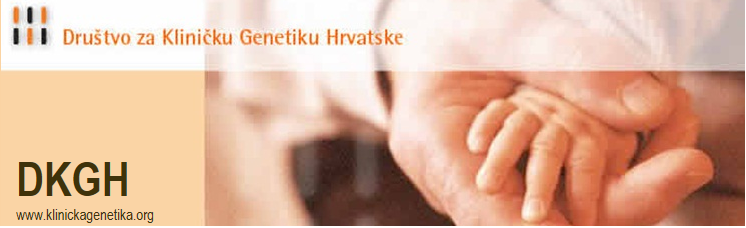 Društvo za Kliničku Genetiku Hrvatske
DKGH
www.klinickagenetika.org